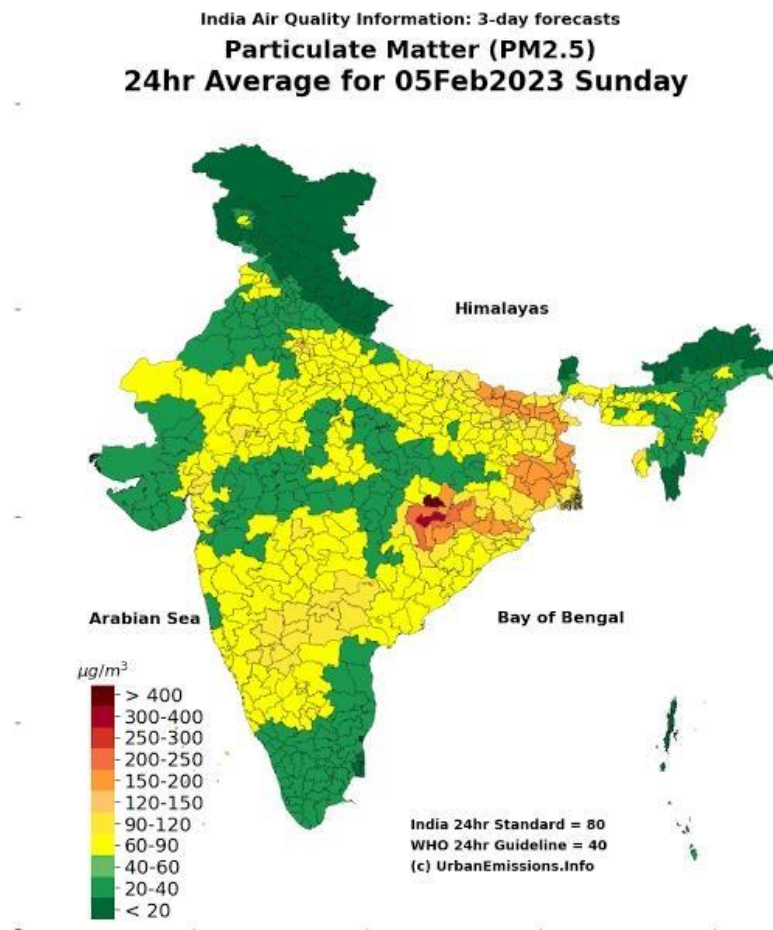 India Air Quality Information: 3-day forecasts
Particulate Matter (PM2.5)
24hr Average for 05Feb2023 Sunday
Himalayas
Arabian Sea
Bay of Bengal
μg/m³
> 400
300-400
250-300
200-250
150-200
120-150
90-120
60-90
40-60
20-40
< 20
India 24hr Standard = 80
WHO 24hr Guideline = 40
(c) UrbanEmissions.Info